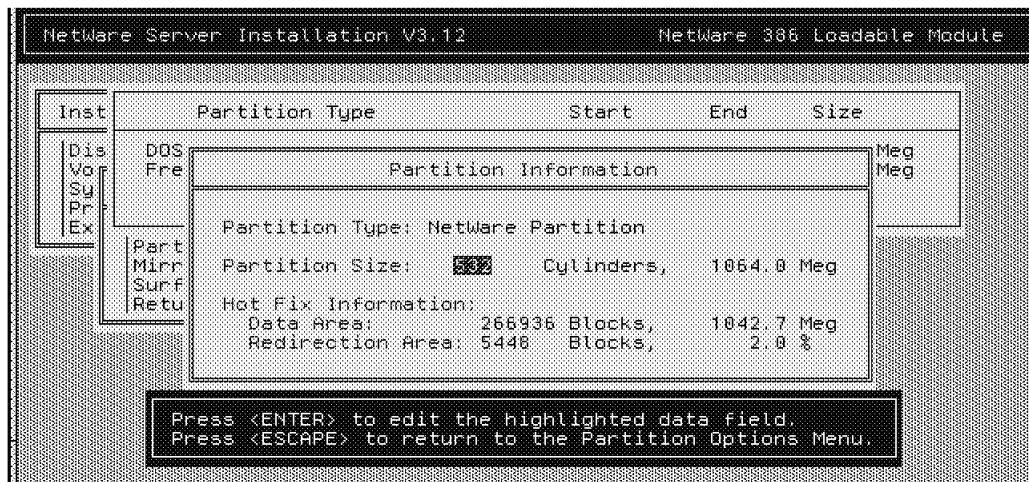 NetWare Server Installation V3.12 NetWare 386 Loadable Module
Inst Partition Type Start End Size
Dis DOS Meg
Vo Fre Meg
Partition Information
Sy
Pr
Ex
Partition Type: NetWare Partition
Part
Mirr Partition Size: 532 Cylinders, 1064.0 Meg
Surf
Retu Hot Fix Information:
Data Area: 266936 Blocks, 1042.7 Meg
Redirection Area: 5448 Blocks, 2.0 %
Press <ENTER> to edit the highlighted data field.
Press <ESCAPE> to return to the Partition Options Menu.